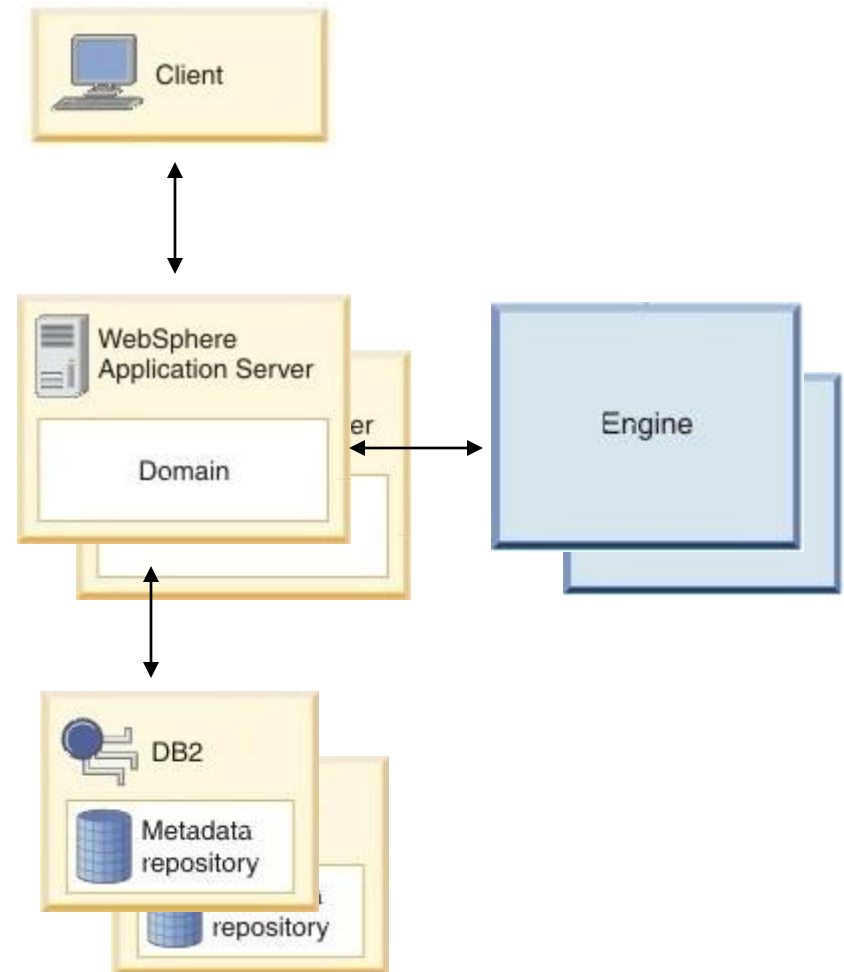 Client
WebSphere
Application Server
er
Domain
Engine
DB2
Metadata
repository
repository